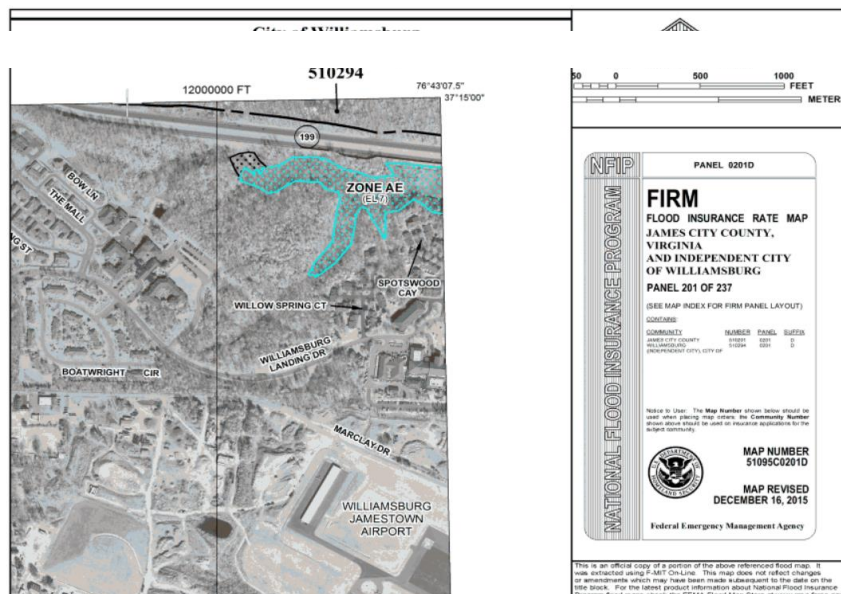 City of Williamsburg
510294
12000000 FT
76°43'07.5"
37°15'00"
199
ZONE AE
(EL 7)
BOW LN
THE MALL
NG ST
SPOTSWOOD
CAY
WILLOW SPRING CT
WILLIAMSBURG
LANDING DR
BOATWRIGHT CIR
MARCLAY DR
WILLIAMSBURG
JAMESTOWN
AIRPORT
50 0 500 1000
FEET
METER
NFIP
PANEL 0201D
NATIONAL FLOOD INSURANCE PROGRAM
FIRM
FLOOD INSURANCE RATE MAP
JAMES CITY COUNTY,
VIRGINIA
AND INDEPENDENT CITY
OF WILLIAMSBURG
PANEL 201 OF 237
(SEE MAP INDEX FOR FIRM PANEL LAYOUT)
CONTAINS:
COMMUNITY NUMBER PANEL SUFFIX
JAMES CITY COUNTY 510201 0201 D
WILLIAMSBURG 510294 0201 D
(INDEPENDENT CITY), CITY OF
Notice to User: The Map Number shown below should be
used when placing map orders; the Community Number
shown above should be used on insurance applications for the
subject community.
MAP NUMBER
51095C0201D
MAP REVISED
DECEMBER 16, 2015
Federal Emergency Management Agency
This is an official copy of a portion of the above referenced flood map. It
was extracted using F-MIT On-Line. This map does not reflect changes
or amendments which may have been made subsequent to the date on the
title block. For the latest product information about National Flood Insurance